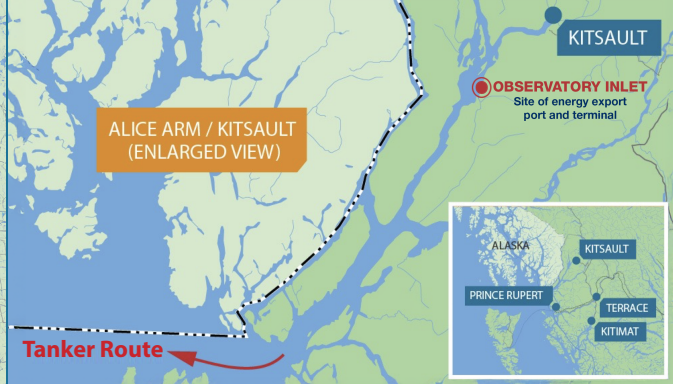 KITSAULT
OBSERVATORY INLET
Site of energy export
port and terminal
ALICE ARM / KITSAULT
(ENLARGED VIEW)
Tanker Route
ALASKA
KITSAULT
PRINCE RUPERT
TERRACE
KITIMAT